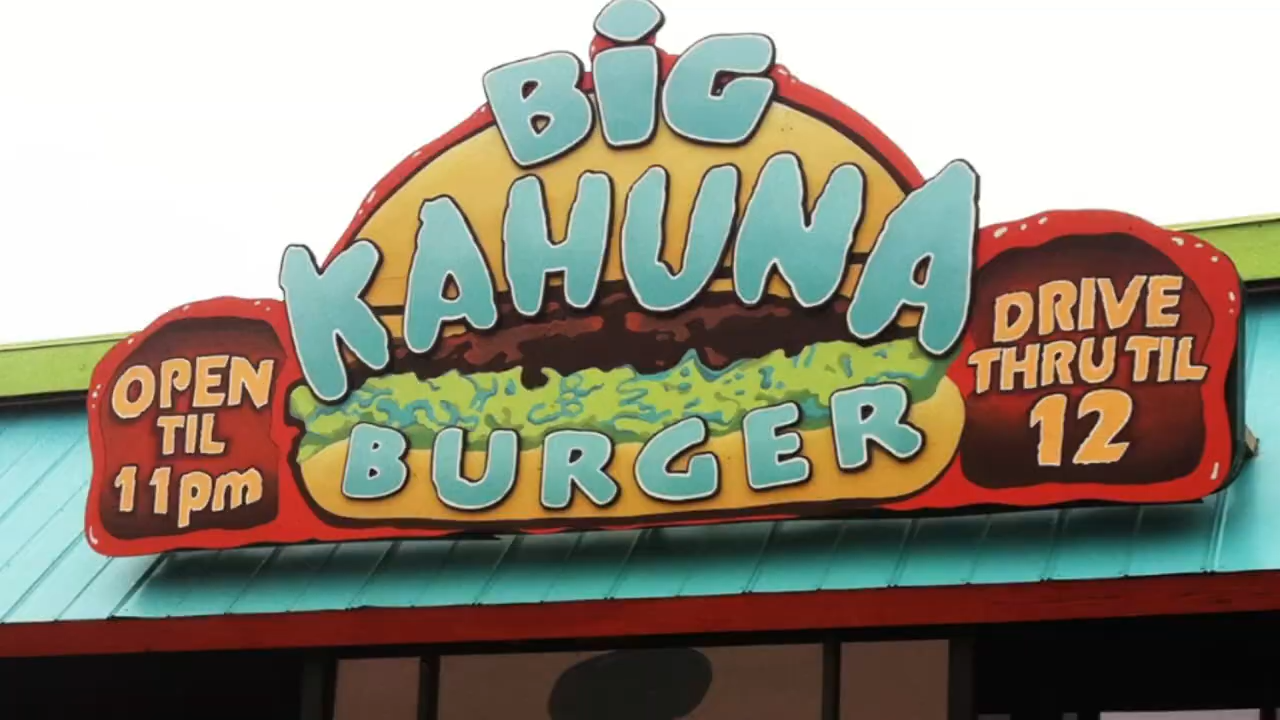 BiG
KAHUNA
BURGER
OPEN
TIL
11pm
DRIVE
THRU TIL
12